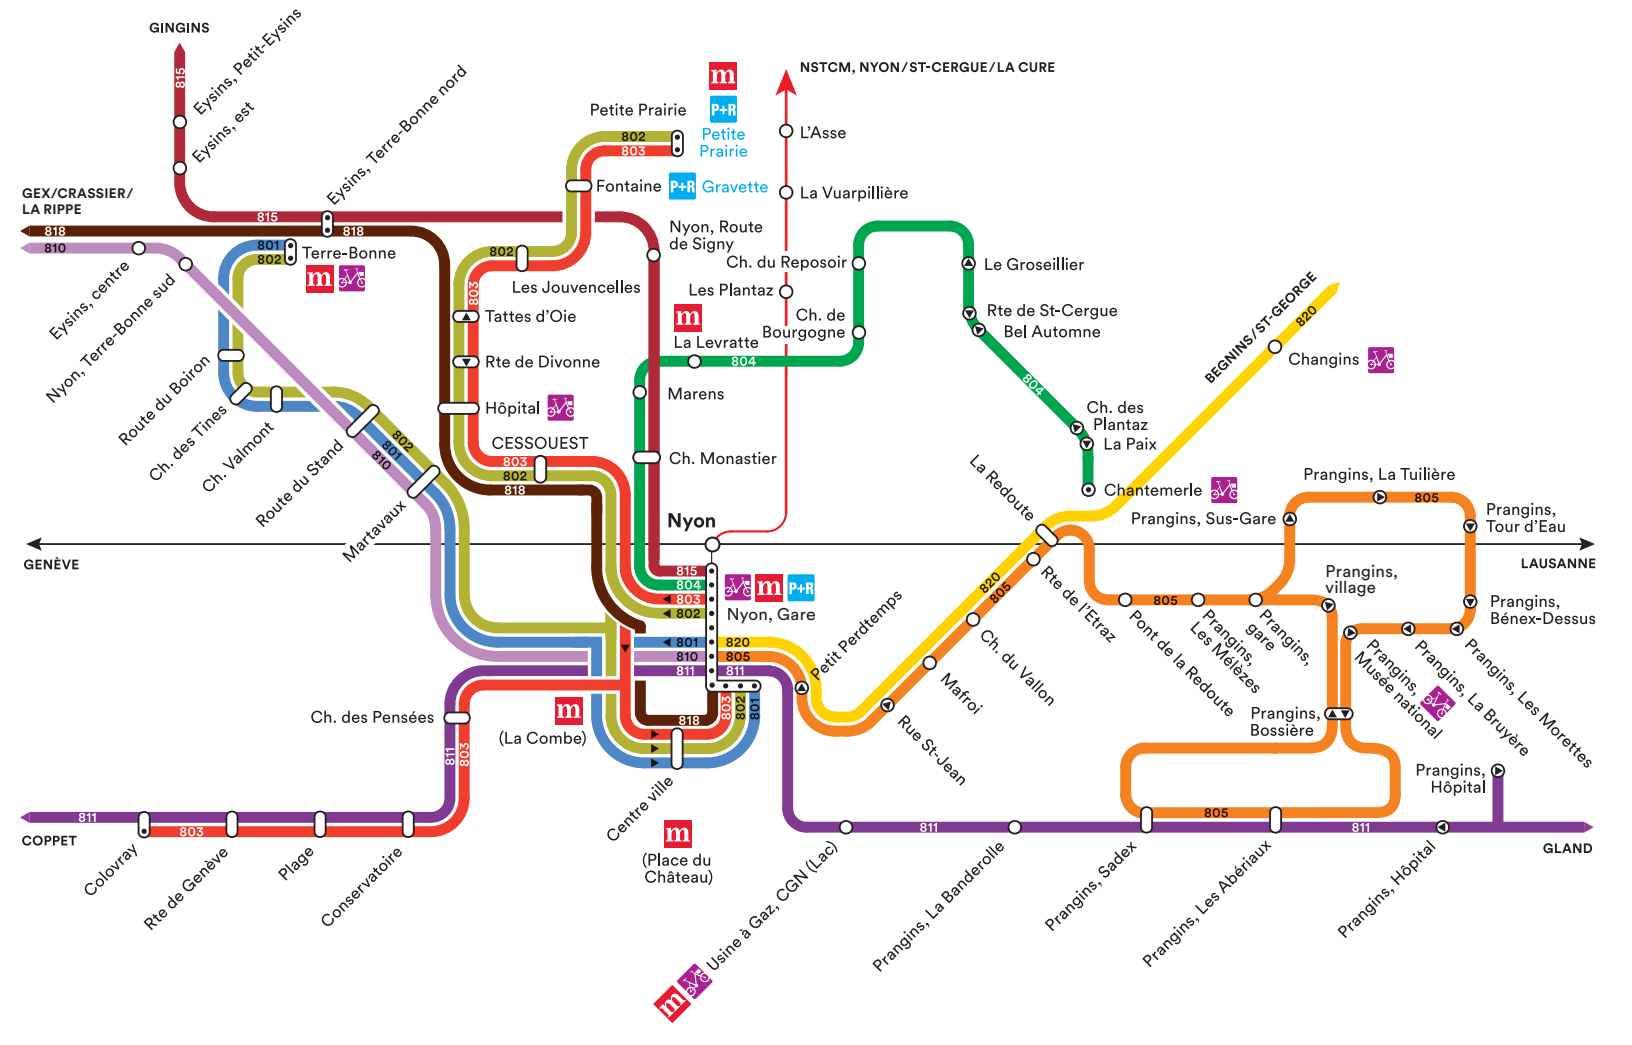 GINGINS
815
Eysins, Petit-Eysins
Eysins, est
Eysins, Terre-Bonne nord
GEX/CRASSIER/
LA RIPPE
815
818
818
810
801
802
Terre-Bonne
m
Eysins, centre
Nyon, Terre-Bonne sud
Route du Boiron
Ch. des Tines
Ch. Valmont
Route du Stand
Martavaux
802
801
810
m
Petite Prairie
P+R
Petite
Prairie
802
803
Fontaine
P+R
Gravette
802
803
Les Jouvencelles
Tattes d'Oie
Rte de Divonne
Hôpital
CESSOUEST
803
802
818
NSTCM, NYON/ST-CERGUE/LA CURE
L'Asse
La Vuarpillière
Nyon, Route
de Signy
Ch. du Reposoir
Les Plantaz
m
La Levratte
804
Ch. de
Bourgogne
Marens
Ch. Monastier
Le Groseillier
Rte de St-Cergue
Bel Automne
804
Ch. des
Plantaz
La Paix
Chantemerle
BEGNINS/ST-GEORGE
820
Changins
La Redoute
Prangins, Sus-Gare
Prangins, La Tuilière
805
Prangins,
Tour d'Eau
Nyon
GENÈVE
LAUSANNE
815
804
803
802
m
P+R
Nyon, Gare
801
820
810
805
811
811
820
805
Petit Perdtemps
Rte de l'Etraz
Ch. du Vallon
Mafroi
Rue St-Jean
805
Pont de la Redoute
Prangins,
Les Mélèzes
Prangins,
gare
Prangins,
village
Prangins,
Bénex-Dessus
Prangins,
Musée national
Prangins, La Bruyère
Prangins, Les Morettes
Prangins,
Bossière
Prangins,
Hôpital
m
(La Combe)
Ch. des Pensées
811
803
818
803
802
801
Centre ville
m
(Place du
Château)
811
803
COPPET
Colovray
Rte de Genève
Plage
Conservatoire
m
Usine à Gaz, CGN (Lac)
811
Prangins, La Banderolle
805
Prangins, Sadex
Prangins, Les Abériaux
811
Prangins, Hôpital
GLAND